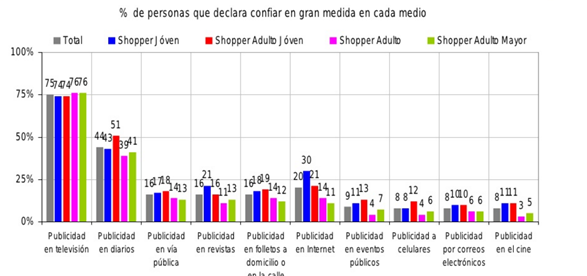 % de personas que declara confiar en gran medida en cada medio
Total Shopper Jóven Shopper Adulto Jóven Shopper Adulto Shopper Adulto Mayor
100%
75%
50%
25%
0%
75 74 74 76 76
44 43 51 39 41
16 17 18 14 13
16 21 16 11 13
16 18 19 14 12
20 30 21 14 11
9 11 13 4 7
8 8 12 4 6
8 10 10 6 6
8 11 11 3 5
Publicidad
en televisión
Publicidad
en diarios
Publicidad
en vía
pública
Publicidad
en revistas
Publicidad
en folletos a
domicilio o
en la calle
Publicidad
en Internet
Publicidad
en eventos
públicos
Publicidad a
celulares
Publicidad
por correos
electrónicos
Publicidad
en el cine